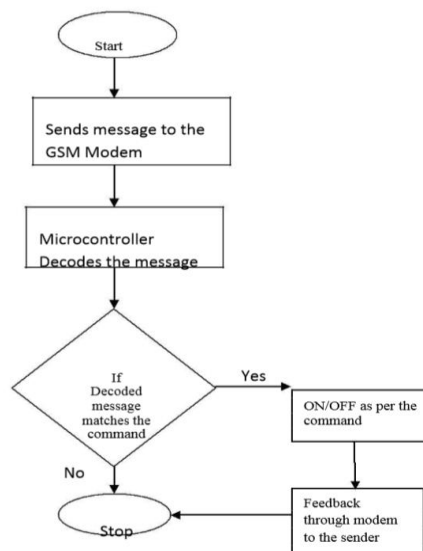 Start
Sends message to the
GSM Modem
Microcontroller
Decodes the message
If
Decoded
message
matches the
command
Yes
ON/OFF as per the
command
No
Feedback
through modem
to the sender
Stop